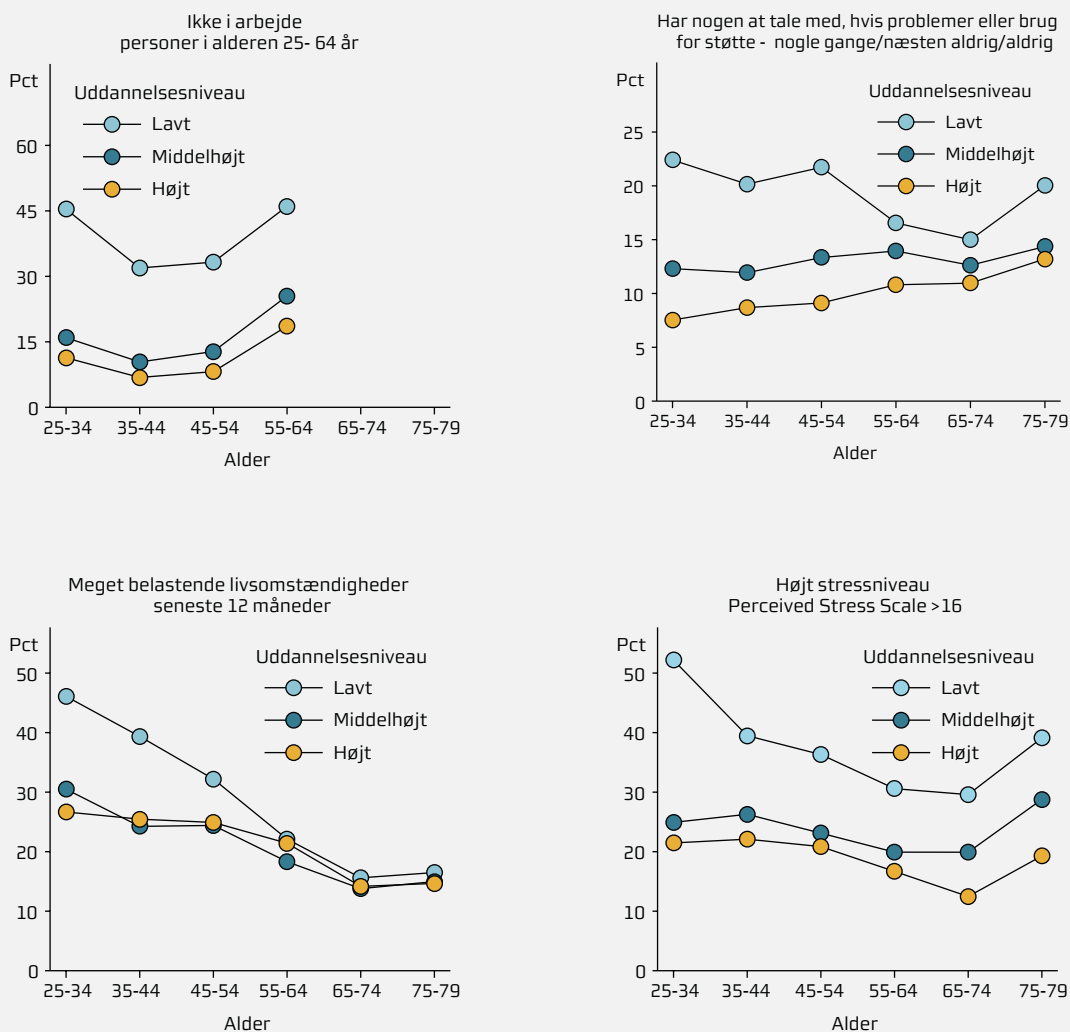 Ikke i arbejde
personer i alderen 25- 64 år
Pct
Uddannelsesniveau
Lavt
Middelhøjt
Højt
60
45
30
15
0
25-34 35-44 45-54 55-64 65-74 75-79
Alder
Har nogen at tale med, hvis problemer eller brug
for støtte - nogle gange/næsten aldrig/aldrig
Pct
Uddannelsesniveau
Lavt
Middelhøjt
Højt
25
20
15
10
5
0
25-34 35-44 45-54 55-64 65-74 75-79
Alder
Meget belastende livsomstændigheder
seneste 12 måneder
Pct
Uddannelsesniveau
Lavt
Middelhøjt
Højt
50
40
30
20
10
0
25-34 35-44 45-54 55-64 65-74 75-79
Alder
Højt stressniveau
Perceived Stress Scale >16
Pct
Uddannelsesniveau
Lavt
Middelhøjt
Højt
50
40
30
20
10
0
25-34 35-44 45-54 55-64 65-74 75-79
Alder